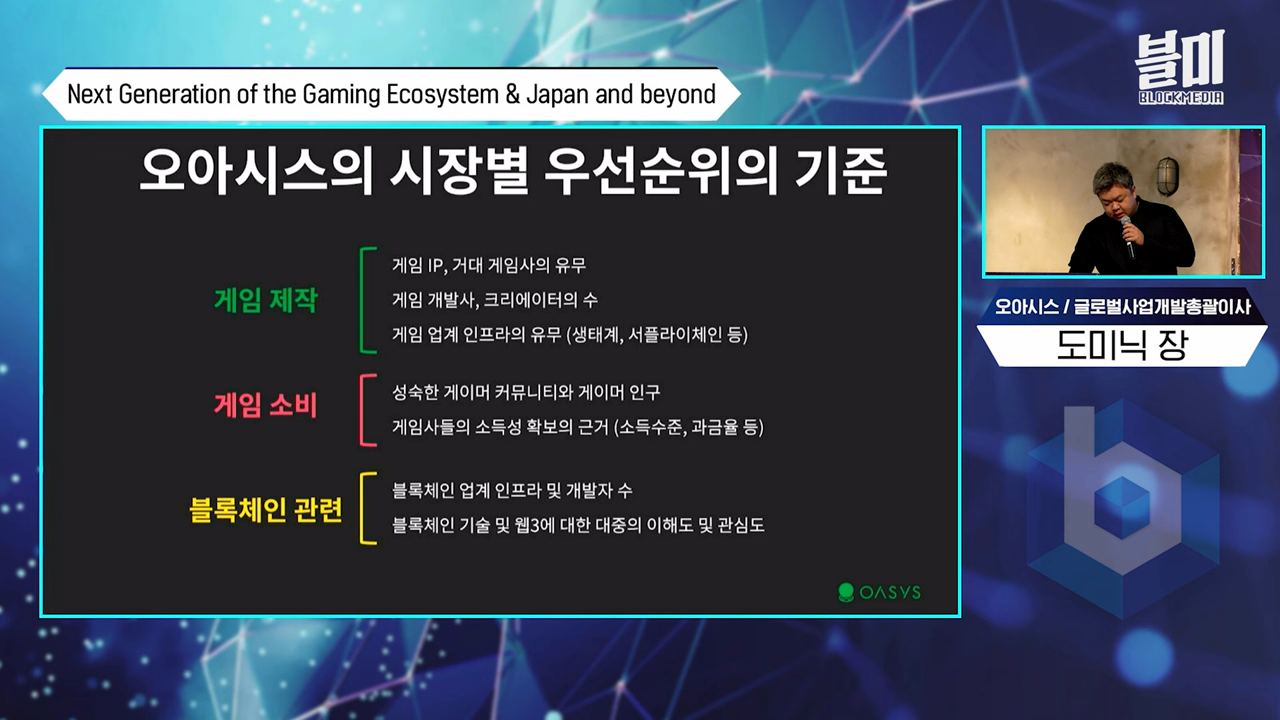 Next Generation of the Gaming Ecosystem & Japan and beyond
블미
BLOCKMEDIA
오아시스의 시장별 우선순위의 기준
게임 제작
게임 IP, 거대 게임사의 유무
게임 개발사, 크리에이터의 수
게임 업계 인프라의 유무 (생태계, 서플라이체인 등)
게임 소비
성숙한 게이머 커뮤니티와 게이머 인구
게임사들의 소득성 확보의 근거 (소득수준, 과금율 등)
블록체인 관련
블록체인 업계 인프라 및 개발자 수
블록체인 기술 및 웹3에 대한 대중의 이해도 및 관심도
OASYS
오아시스 / 글로벌사업개발총괄이사
도미닉 장